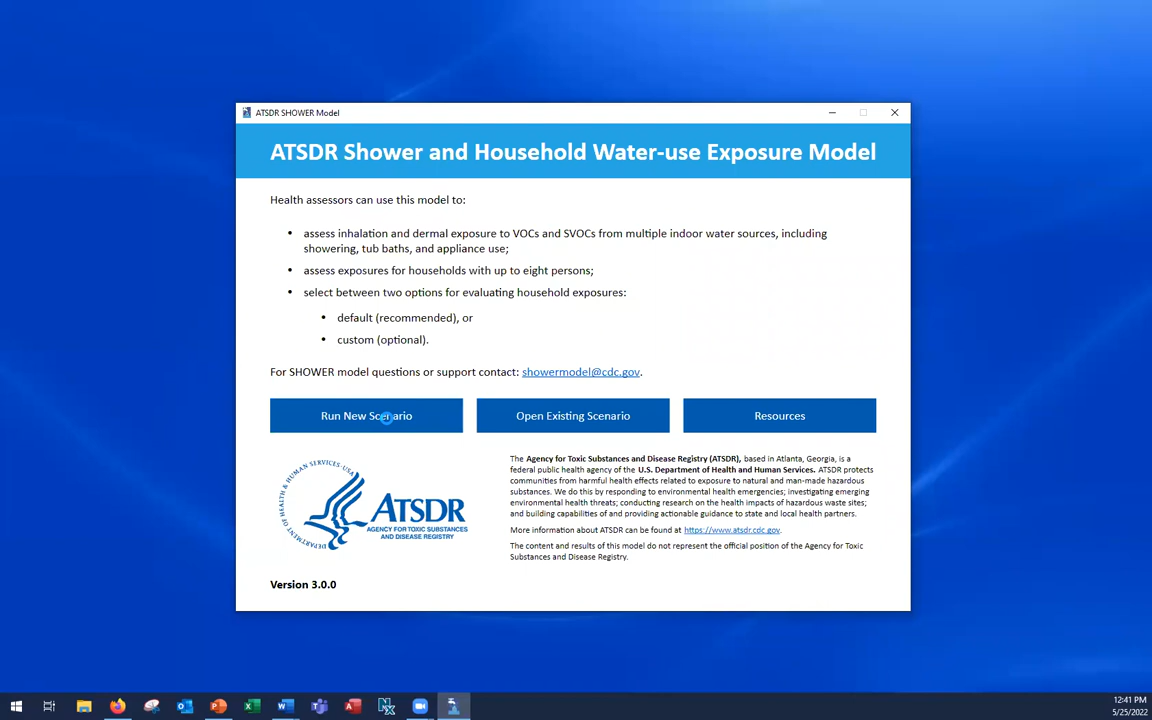 ATSDR SHOWER Model
ATSDR Shower and Household Water-use Exposure Model
Health assessors can use this model to:
• assess inhalation and dermal exposure to VOCs and SVOCs from multiple indoor water sources, including
showering, tub baths, and appliance use;
• assess exposures for households with up to eight persons;
• select between two options for evaluating household exposures:
• default (recommended), or
• custom (optional).
For SHOWER model questions or support contact: showermodel@cdc.gov.
Run New Scenario
Open Existing Scenario
Resources
DEPARTMENT OF HEALTH & HUMAN SERVICES·USA
ATSDR
AGENCY FOR TOXIC SUBSTANCES
AND DISEASE REGISTRY
The Agency for Toxic Substances and Disease Registry (ATSDR), based in Atlanta, Georgia, is a
federal public health agency of the U.S. Department of Health and Human Services. ATSDR protects
communities from harmful health effects related to exposure to natural and man-made hazardous
substances. We do this by responding to environmental health emergencies; investigating emerging
environmental health threats; conducting research on the health impacts of hazardous waste sites;
and building capabilities of and providing actionable guidance to state and local health partners.
More information about ATSDR can be found at https://www.atsdr.cdc.gov.
The content and results of this model do not represent the official position of the Agency for Toxic
Substances and Disease Registry.
Version 3.0.0
12:41 PM
5/25/2022